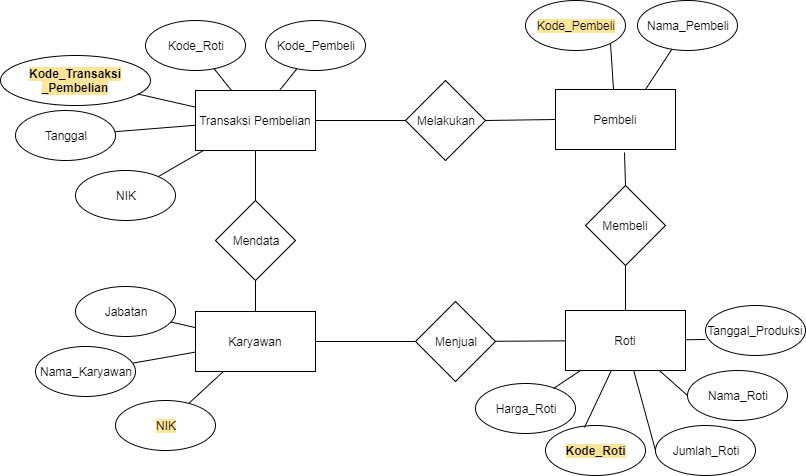 Kode_Pembeli
Nama_Pembeli
Kode_Roti
Kode_Pembeli
Kode_Transaksi
_Pembelian
Transaksi Pembelian
Melakukan
Pembeli
Tanggal
NIK
Membeli
Mendata
Jabatan
Tanggal_Produksi
Karyawan
Menjual
Roti
Nama_Karyawan
Nama_Roti
Harga_Roti
NIK
Kode_Roti
Jumlah_Roti